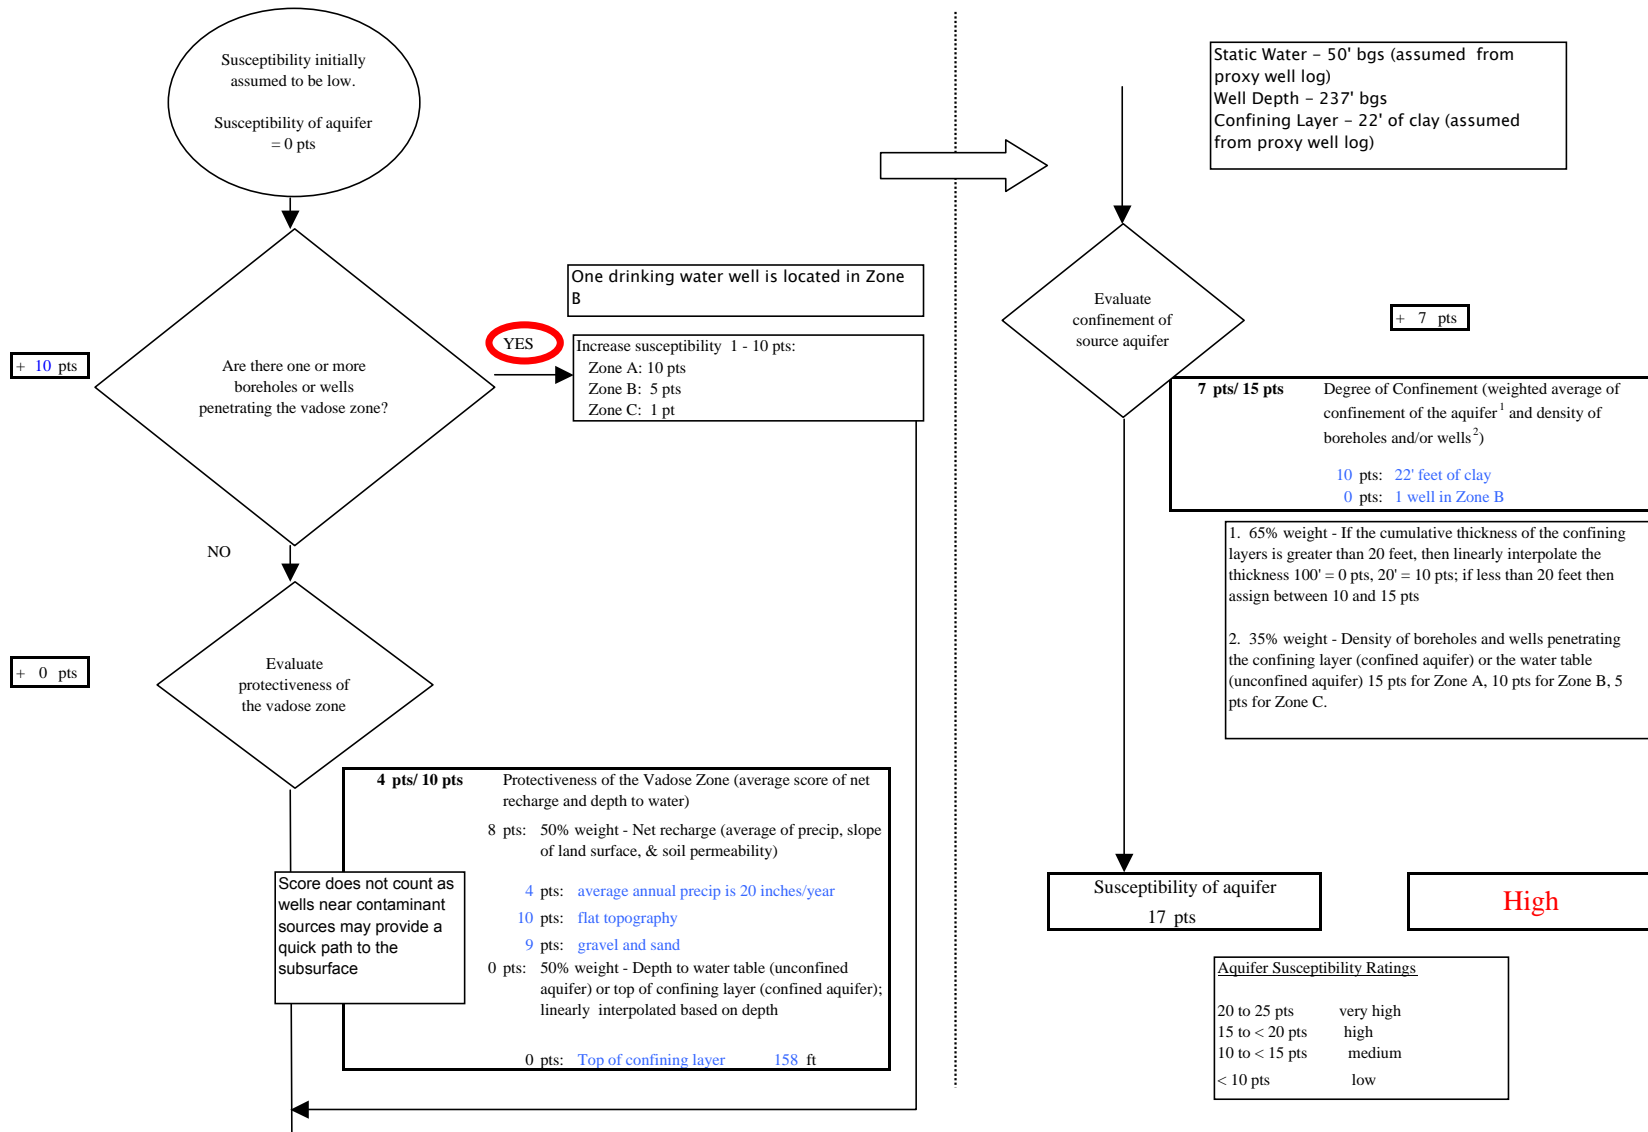 Susceptibility initially
assumed to be low.
Susceptibility of aquifer
= 0 pts
Are there one or more
boreholes or wells
penetrating the vadose zone?
+ 10 pts
YES
One drinking water well is located in Zone
B
Increase susceptibility 1 - 10 pts:
Zone A: 10 pts
Zone B: 5 pts
Zone C: 1 pt
NO
Evaluate
protectiveness of
the vadose zone
+ 0 pts
4 pts/ 10 pts Protectiveness of the Vadose Zone (average score of net
recharge and depth to water)
8 pts: 50% weight - Net recharge (average of precip, slope
of land surface, & soil permeability)
4 pts: average annual precip is 20 inches/year
10 pts: flat topography
9 pts: gravel and sand
0 pts: 50% weight - Depth to water table (unconfined
aquifer) or top of confining layer (confined aquifer);
linearly interpolated based on depth
0 pts: Top of confining layer 158 ft
Score does not count as
wells near contaminant
sources may provide a
quick path to the
subsurface
Static Water - 50' bgs (assumed from
proxy well log)
Well Depth - 237' bgs
Confining Layer - 22' of clay (assumed
from proxy well log)
Evaluate
confinement of
source aquifer
+ 7 pts
7 pts/ 15 pts Degree of Confinement (weighted average of
confinement of the aquifer1 and density of
boreholes and/or wells2)
10 pts: 22' feet of clay
0 pts: 1 well in Zone B
1. 65% weight - If the cumulative thickness of the confining
layers is greater than 20 feet, then linearly interpolate the
thickness 100' = 0 pts, 20' = 10 pts; if less than 20 feet then
assign between 10 and 15 pts
2. 35% weight - Density of boreholes and wells penetrating
the confining layer (confined aquifer) or the water table
(unconfined aquifer) 15 pts for Zone A, 10 pts for Zone B, 5
pts for Zone C.
Susceptibility of aquifer
17 pts
High
Aquifer Susceptibility Ratings
20 to 25 pts very high
15 to < 20 pts high
10 to < 15 pts medium
< 10 pts low